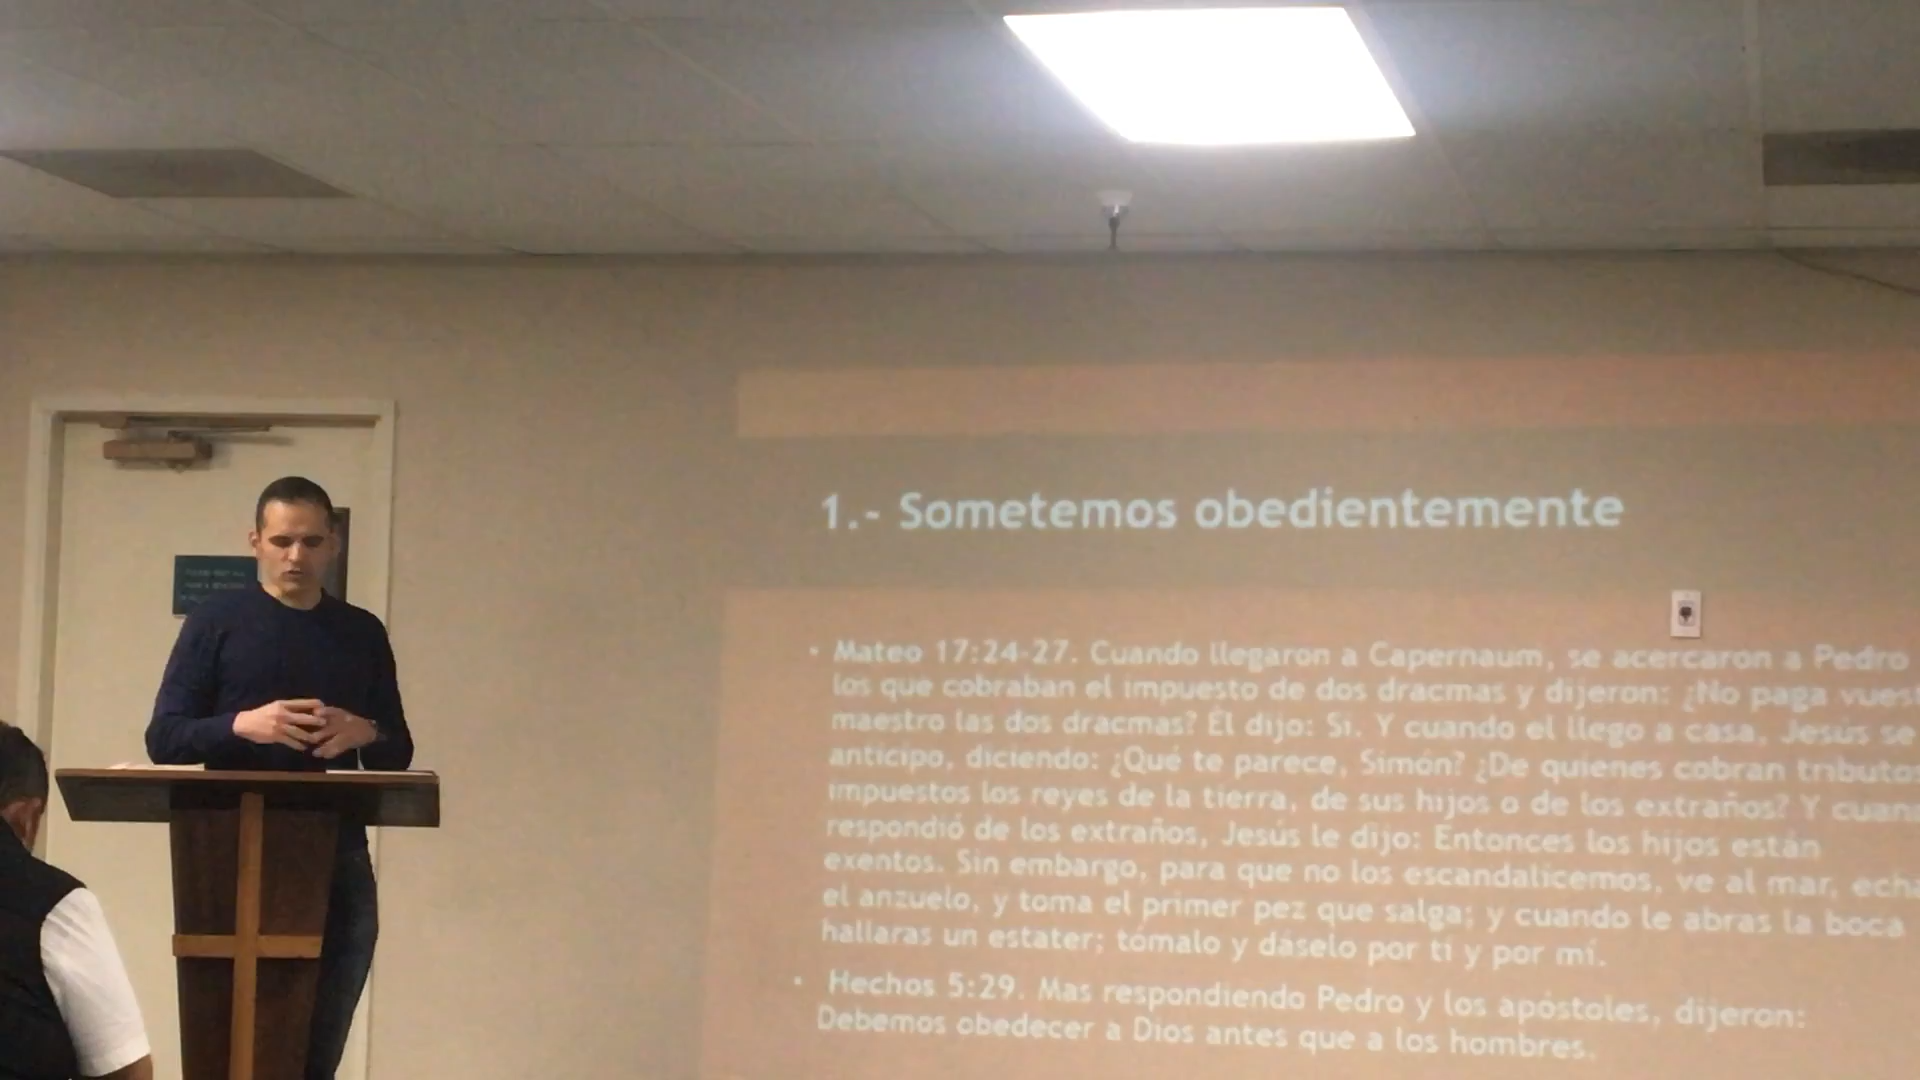 1.- Sometemos obedientemente
• Mateo 17:24-27. Cuando llegaron a Capernaum, se acercaron a Pedro
los que cobraban el impuesto de dos dracmas y dijeron: ¿No paga vuest
maestro las dos dracmas? El dijo: Si. Y cuando el llego a casa, Jesús se
anticipo, diciendo: ¿Qué te parece, Simón? ¿De quienes cobran tributos
impuestos los reyes de la tierra, de sus hijos o de los extraños? Y cuan
respondió de los extraños, Jesús le dijo: Entonces los hijos están
exentos. Sin embargo, para que no los escandalicemos, ve al mar, echa
el anzuelo, y toma el primer pez que salga; y cuando le abras la boca
hallaras un estater; tómalo y dáselo por ti y por mí.
• Hechos 5:29. Mas respondiendo Pedro y los apóstoles, dijeron:
Debemos obedecer a Dios antes que a los hombres.